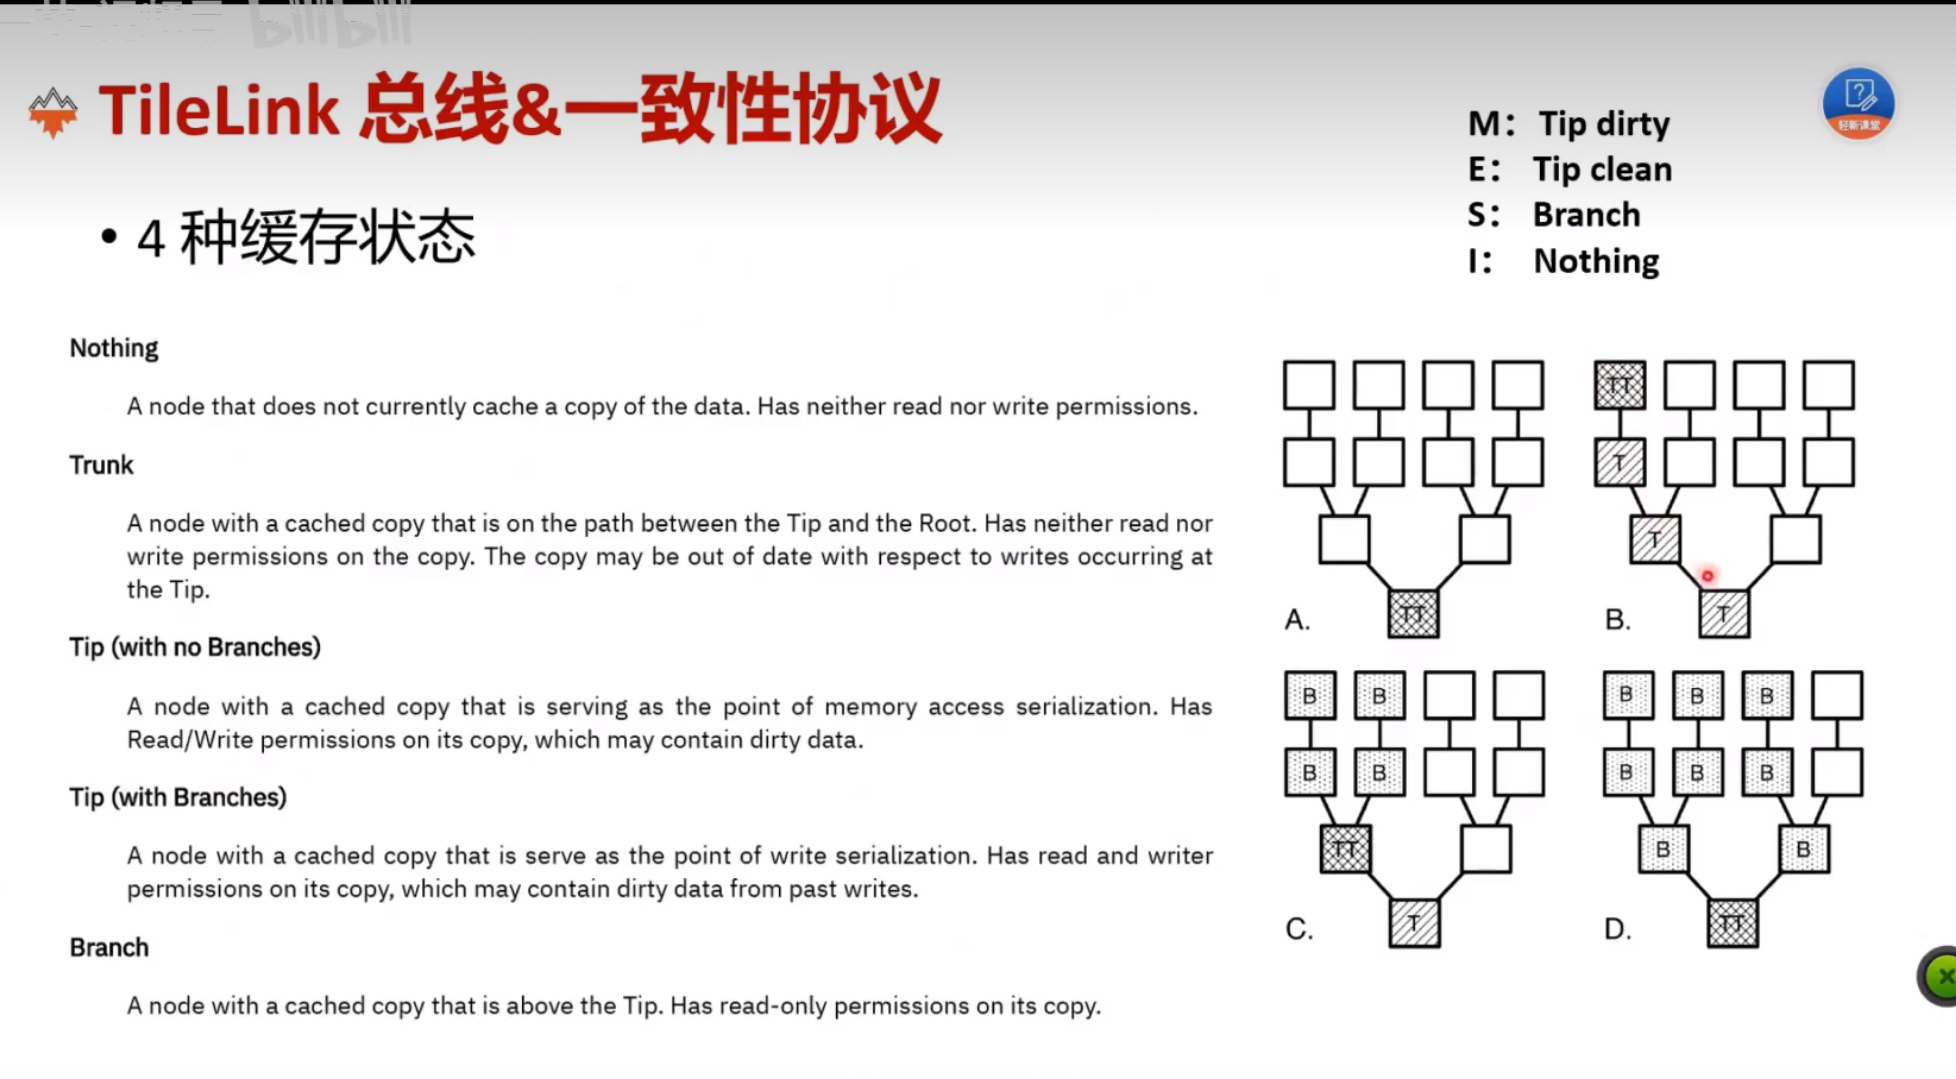 bilibili
TileLink 总线&一致性协议
轻新课堂
M： Tip dirty
E： Tip clean
S： Branch
I： Nothing
• 4 种缓存状态
Nothing
A node that does not currently cache a copy of the data. Has neither read nor write permissions.
Trunk
A node with a cached copy that is on the path between the Tip and the Root. Has neither read nor
write permissions on the copy. The copy may be out of date with respect to writes occurring at
the Tip.
Tip (with no Branches)
A node with a cached copy that is serving as the point of memory access serialization. Has
Read/Write permissions on its copy, which may contain dirty data.
Tip (with Branches)
A node with a cached copy that is serve as the point of write serialization. Has read and writer
permissions on its copy, which may contain dirty data from past writes.
Branch
A node with a cached copy that is above the Tip. Has read-only permissions on its copy.
TT
A.
TT
T
T
T
B.
B B
B B
TT
T
C.
B B B
B B B
B B
TT
D.